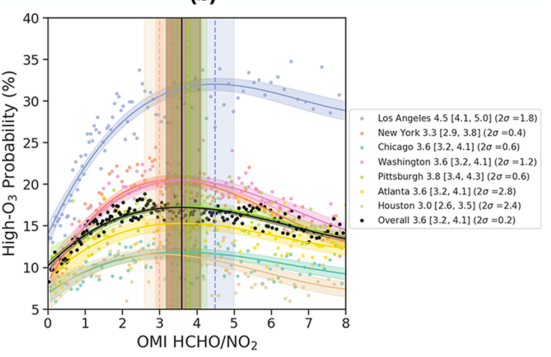 (b)
High-O₃ Probability (%)
40
35
30
25
20
15
10
5
0 1 2 3 4 5 6 7 8
OMI HCHO/NO₂
Los Angeles 4.5 [4.1, 5.0] (2σ =1.8)
New York 3.3 [2.9, 3.8] (2σ =0.4)
Chicago 3.6 [3.2, 4.1] (2σ =0.6)
Washington 3.6 [3.2, 4.1] (2σ =1.2)
Pittsburgh 3.8 [3.4, 4.3] (2σ =0.6)
Atlanta 3.6 [3.2, 4.1] (2σ =2.8)
Houston 3.0 [2.6, 3.5] (2σ =2.4)
Overall 3.6 [3.2, 4.1] (2σ =0.2)